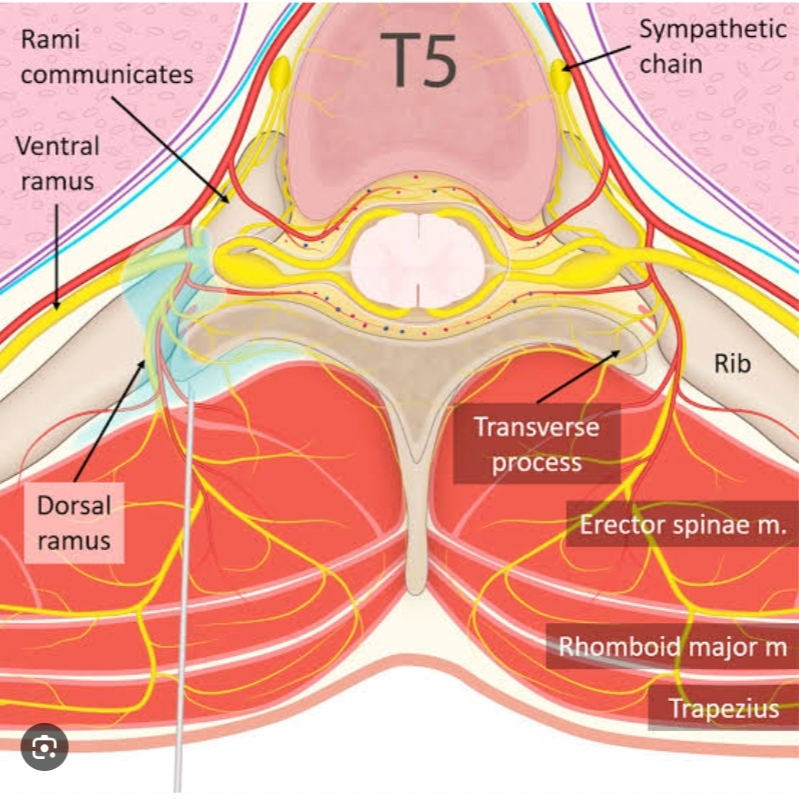 Rami
communicates
T5
Sympathetic
chain
Ventral
ramus
Rib
Transverse
process
Dorsal
ramus
Erector spinae m.
Rhomboid major m
Trapezius